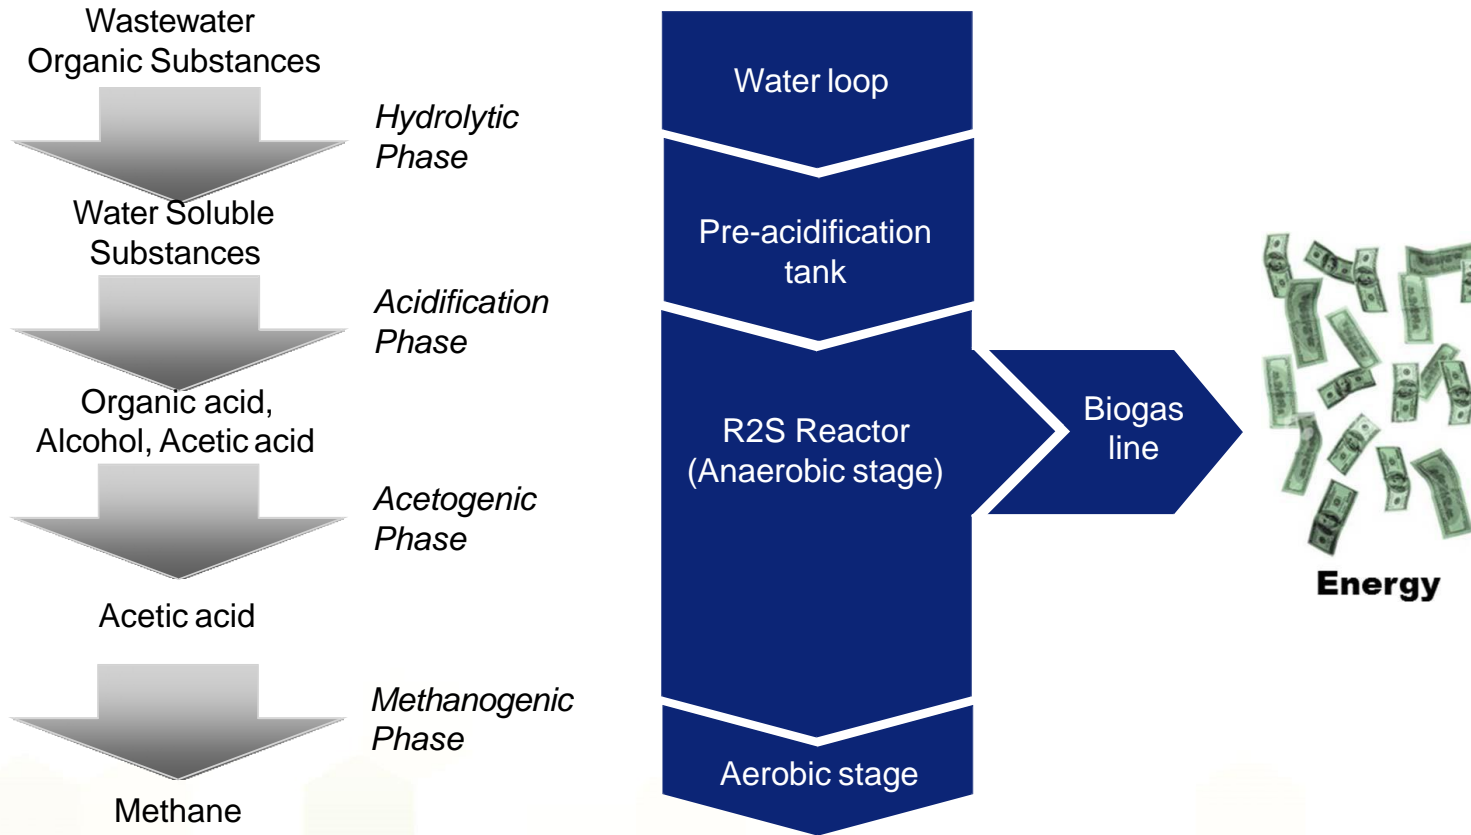 Wastewater
Organic Substances
Hydrolytic
Phase
Water Soluble
Substances
Acidification
Phase
Organic acid,
Alcohol, Acetic acid
Acetogenic
Phase
Acetic acid
Methanogenic
Phase
Methane
Water loop
Pre-acidification
tank
R2S Reactor
(Anaerobic stage)
Biogas
line
Aerobic stage
Energy